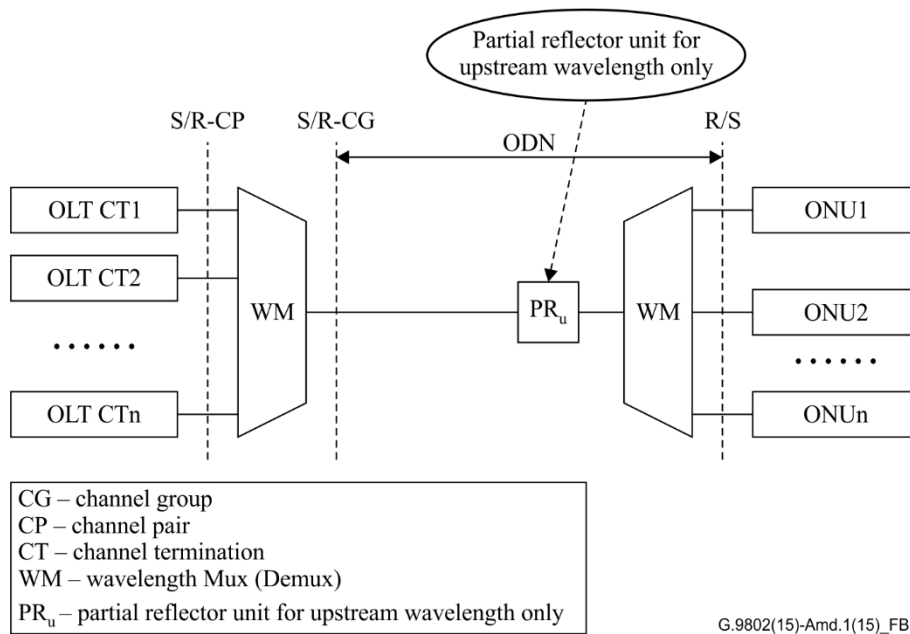 Partial reflector unit for
upstream wavelength only
S/R-CP
S/R-CG
R/S
ODN
OLT CT1
ONU1
OLT CT2
WM
PRu
WM
ONU2
......
......
OLT CTn
ONUn
CG – channel group
CP – channel pair
CT – channel termination
WM – wavelength Mux (Demux)
PRu – partial reflector unit for upstream wavelength only
G.9802(15)-Amd.1(15)_FB